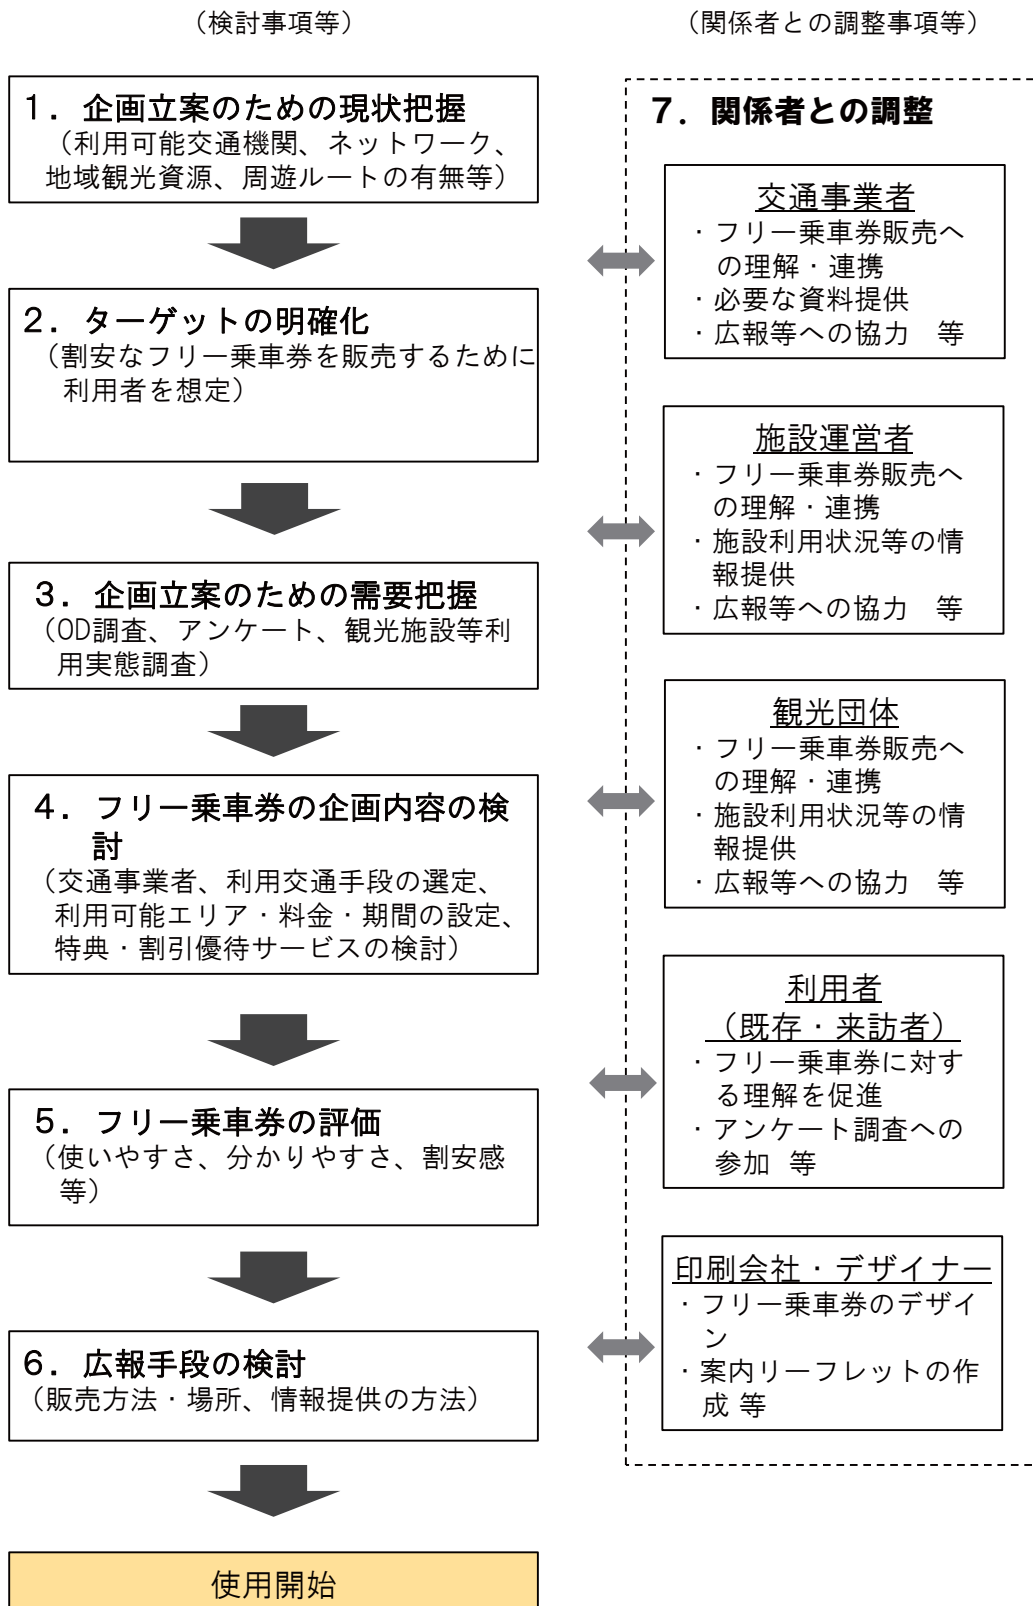 （検討事項等）
（関係者との調整事項等）
１．企画立案のための現状把握
（利用可能交通機関、ネットワーク、
地域観光資源、周遊ルートの有無等）
２．ターゲットの明確化
（割安なフリー乗車券を販売するために
利用者を想定）
３．企画立案のための需要把握
（OD調査、アンケート、観光施設等利
用実態調査）
４．フリー乗車券の企画内容の検
討
（交通事業者、利用交通手段の選定、
利用可能エリア・料金・期間の設定、
特典・割引優待サービスの検討）
５．フリー乗車券の評価
（使いやすさ、分かりやすさ、割安感
等）
６．広報手段の検討
（販売方法・場所、情報提供の方法）
使用開始
７．関係者との調整
交通事業者
・フリー乗車券販売へ
の理解・連携
・必要な資料提供
・広報等への協力　等
施設運営者
・フリー乗車券販売へ
の理解・連携
・施設利用状況等の情
報提供
・広報等への協力　等
観光団体
・フリー乗車券販売へ
の理解・連携
・施設利用状況等の情
報提供
・広報等への協力　等
利用者
（既存・来訪者）
・フリー乗車券に対す
る理解を促進
・アンケート調査への
参加 等
印刷会社・デザイナー
・フリー乗車券のデザイ
ン
・案内リーフレットの作
成 等